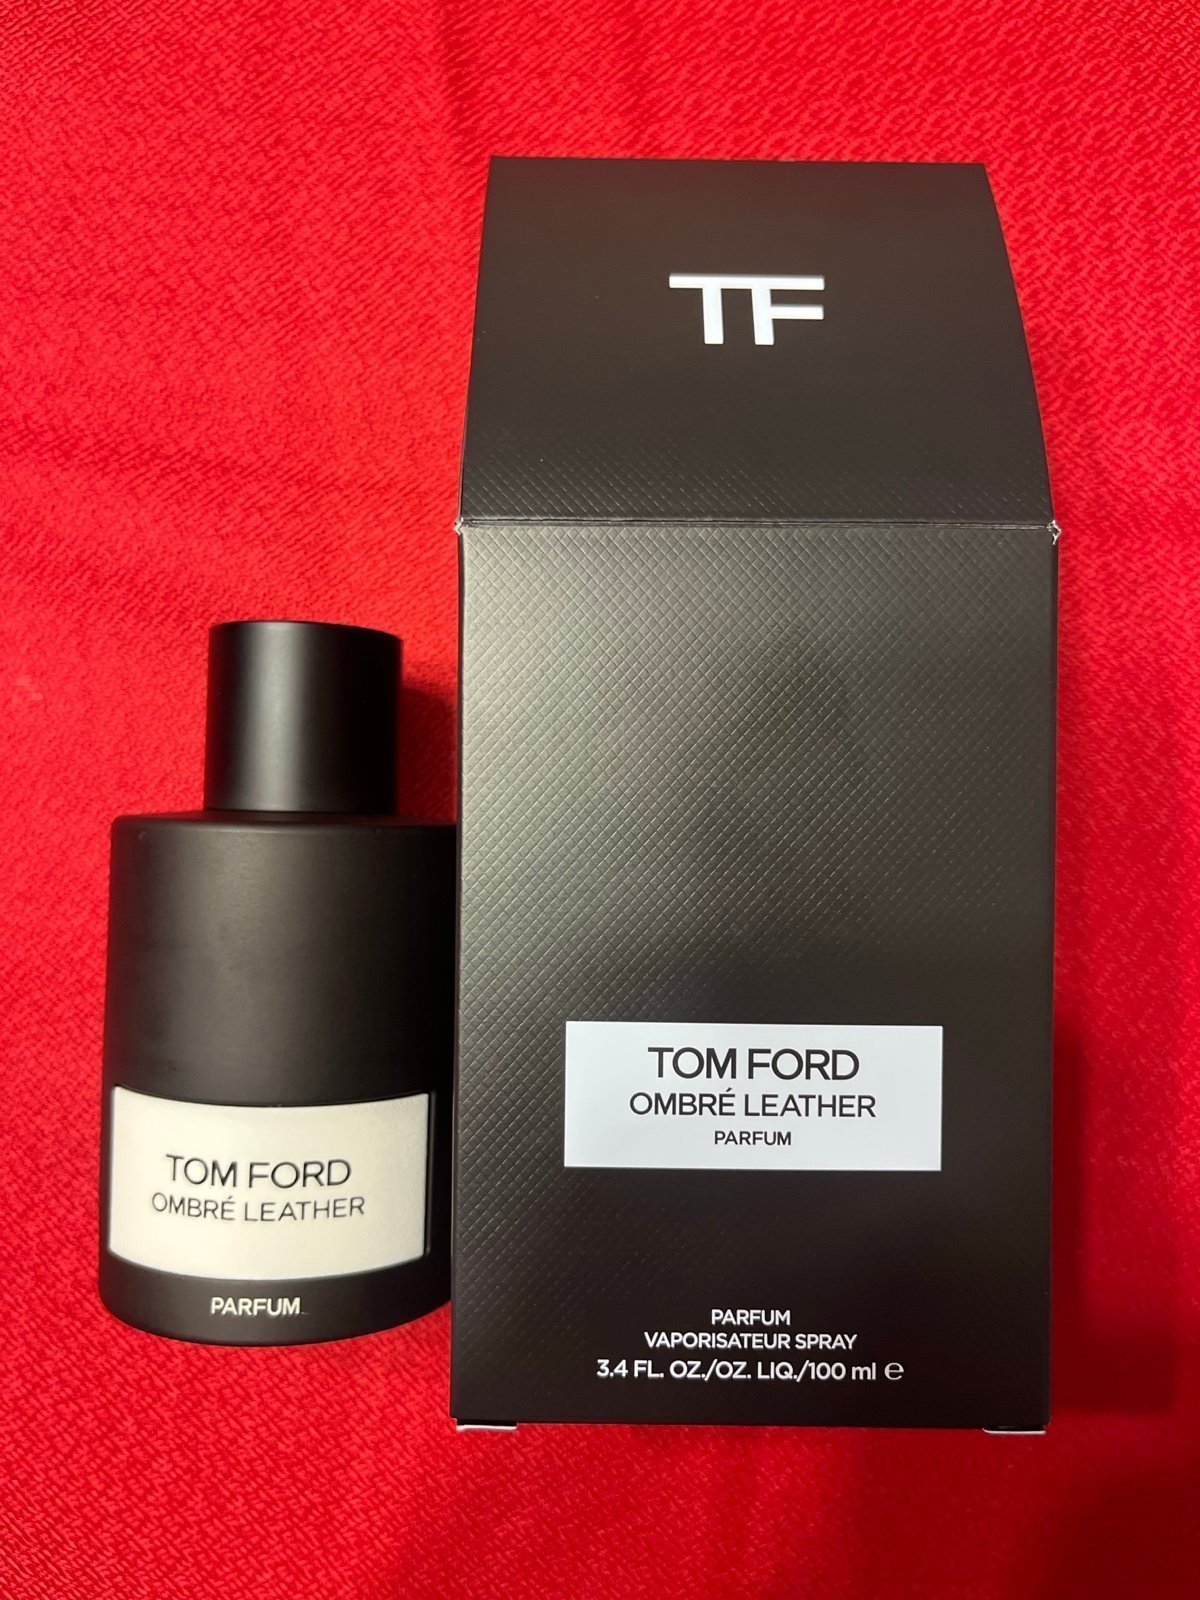 TF
TOM FORD
OMBRÉ LEATHER
PARFUM
PARFUM
VAPORISATEUR SPRAY
3.4 FL. OZ./OZ. LIQ./100 ml ℮
TOM FORD
OMBRÉ LEATHER
PARFUM